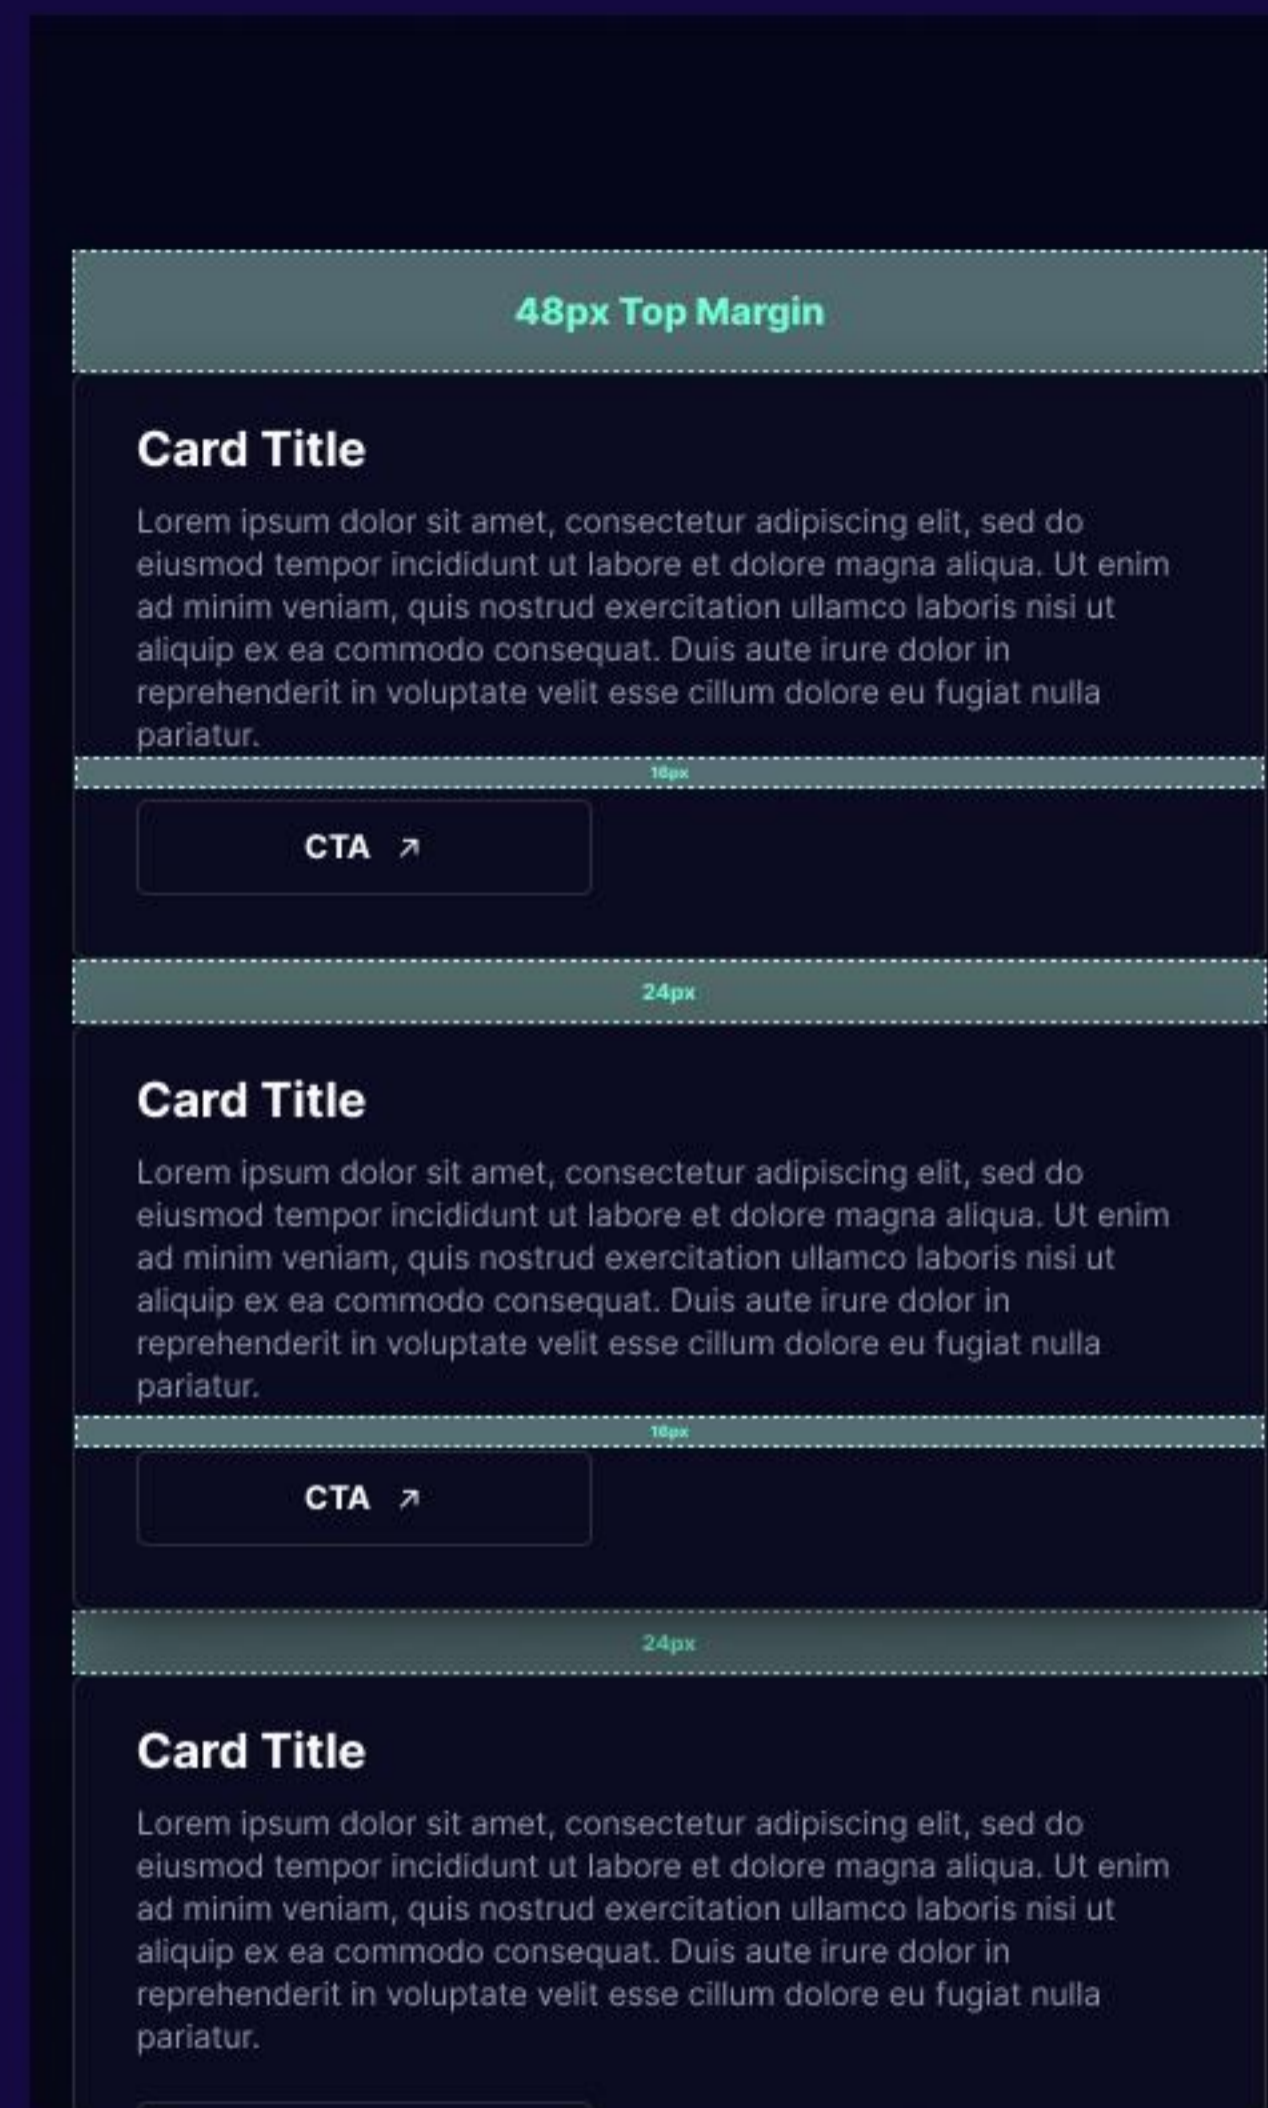 48px Top Margin
Card Title
Lorem ipsum dolor sit amet, consectetur adipiscing elit, sed do
eiusmod tempor incididunt ut labore et dolore magna aliqua. Ut enim
ad minim veniam, quis nostrud exercitation ullamco laboris nisi ut
aliquip ex ea commodo consequat. Duis aute irure dolor in
reprehenderit in voluptate velit esse cillum dolore eu fugiat nulla
pariatur.
16px
CTA ↗
24px
Card Title
Lorem ipsum dolor sit amet, consectetur adipiscing elit, sed do
eiusmod tempor incididunt ut labore et dolore magna aliqua. Ut enim
ad minim veniam, quis nostrud exercitation ullamco laboris nisi ut
aliquip ex ea commodo consequat. Duis aute irure dolor in
reprehenderit in voluptate velit esse cillum dolore eu fugiat nulla
pariatur.
16px
CTA ↗
24px
Card Title
Lorem ipsum dolor sit amet, consectetur adipiscing elit, sed do
eiusmod tempor incididunt ut labore et dolore magna aliqua. Ut enim
ad minim veniam, quis nostrud exercitation ullamco laboris nisi ut
aliquip ex ea commodo consequat. Duis aute irure dolor in
reprehenderit in voluptate velit esse cillum dolore eu fugiat nulla
pariatur.